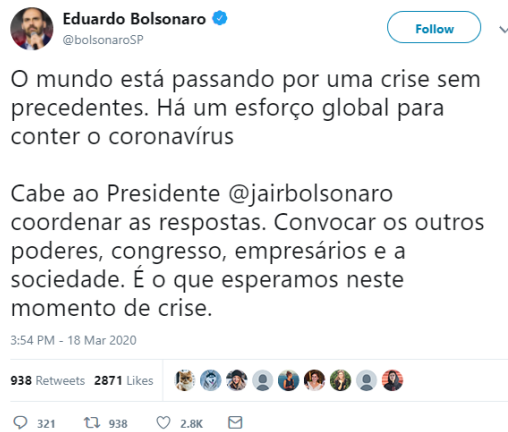 Eduardo Bolsonaro
@bolsonaroSP
Follow
O mundo está passando por uma crise sem
precedentes. Há um esforço global para
conter o coronavírus
Cabe ao Presidente @jairbolsonaro
coordenar as respostas. Convocar os outros
poderes, congresso, empresários e a
sociedade. É o que esperamos neste
momento de crise.
3:54 PM - 18 Mar 2020
938 Retweets 2871 Likes
321 938 2.8K